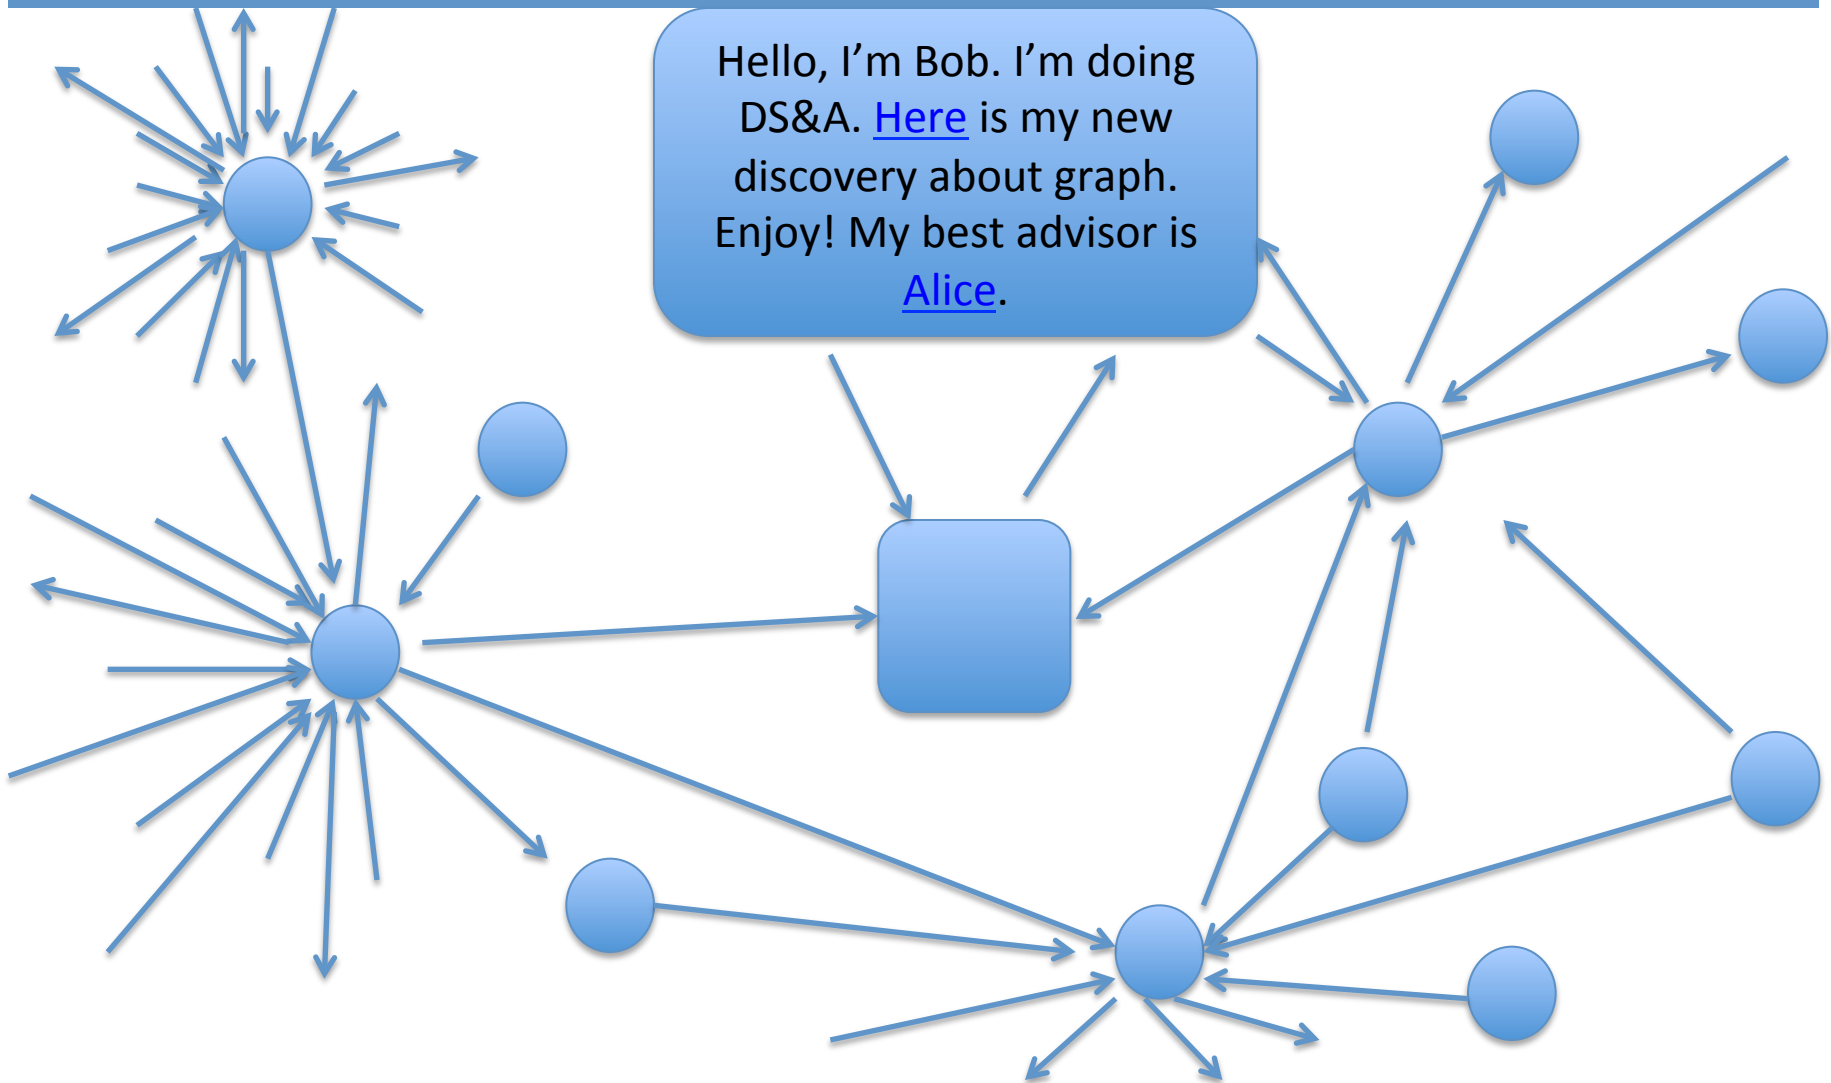 Hello, I’m Bob. I’m doing
DS&A. Here is my new
discovery about graph.
Enjoy! My best advisor is
Alice.